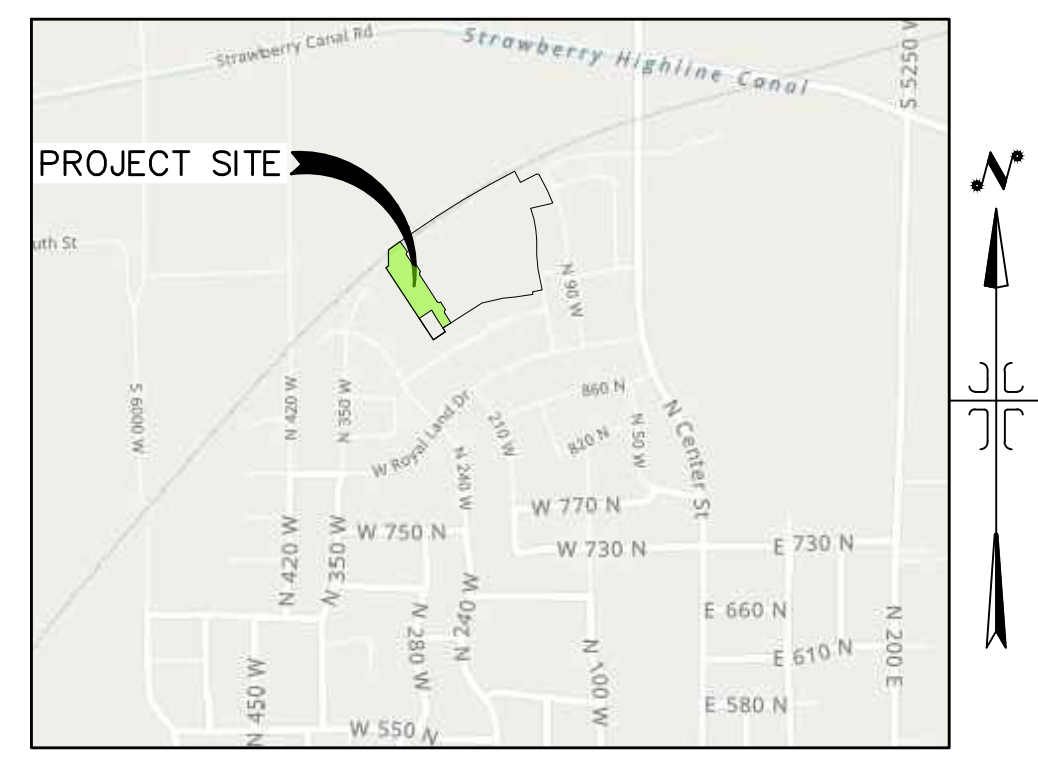 Strawberry Canal Rd
Strawberry Highline Canal
S 5250 W
PROJECT SITE
N
uth St
N 90 W
S 6000 W
N 420 W
N 350 W
860 N
W Royal Land Dr
210 W
820 N
N 50 W
N Center St
N 240 W
W 770 N
W 750 N
W 730 N
E 730 N
N 420 W
N 350 W
N 240 W
N 280 W
E 660 N
N 100 W
E 610 N
N 200 E
N 450 W
E 580 N
W 550 N